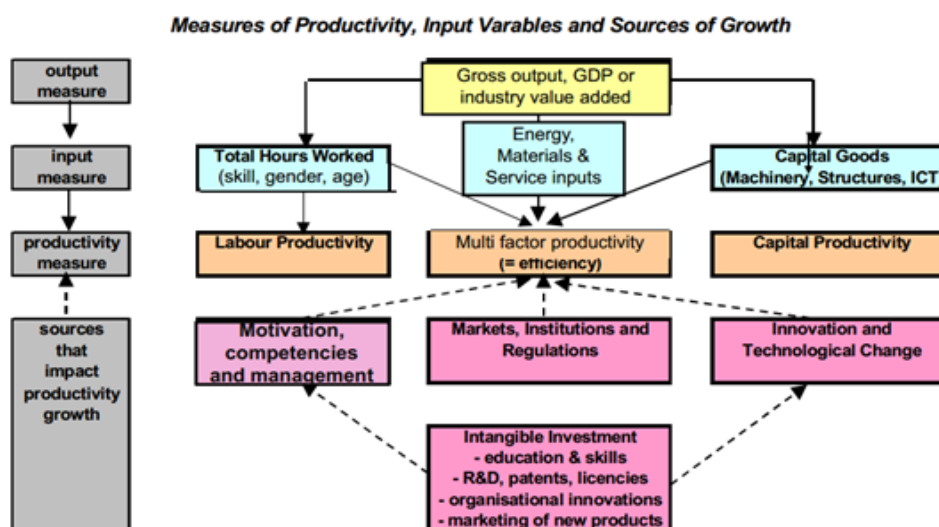 Measures of Productivity, Input Varables and Sources of Growth
output
measure
Gross output, GDP or
industry value added
input
measure
Total Hours Worked
(skill, gender, age)
Energy,
Materials &
Service inputs
Capital Goods
(Machinery, Structures, ICT
productivity
measure
Labour Productivity
Multi factor productivity
(= efficiency)
Capital Productivity
sources
that
impact
productivity
growth
Motivation,
competencies
and management
Markets, Institutions and
Regulations
Innovation and
Technological Change
Intangible Investment
- education & skills
- R&D, patents, licencies
- organisational innovations
- marketing of new products